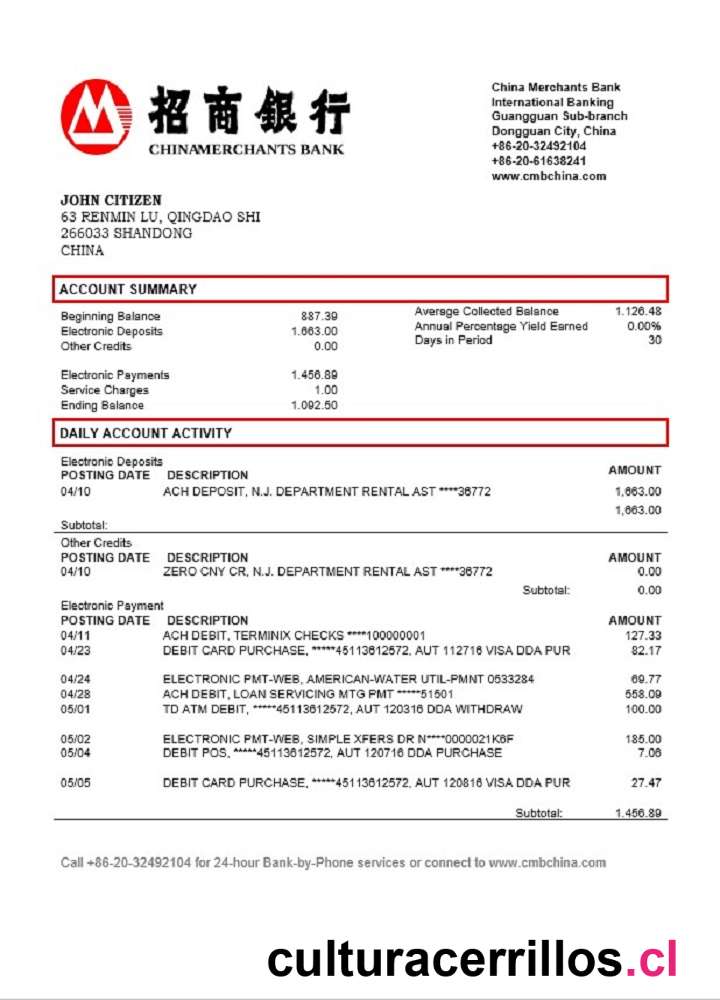 招商銀行
CHINA MERCHANTS BANK
China Merchants Bank
International Banking
Guangguan Sub-branch
Dongguan City, China
+86-20-32492104
+86-20-61638241
www.cmbchina.com
JOHN CITIZEN
63 RENMIN LU, QINGDAO SHI
266033 SHANDONG
CHINA
ACCOUNT SUMMARY
Beginning Balance 887.39
Electronic Deposits 1.663.00
Other Credits 0.00
Electronic Payments 1.456.89
Service Charges 1.00
Ending Balance 1.092.50
Average Collected Balance 1.126.48
Annual Percentage Yield Earned 0.00%
Days in Period 30
DAILY ACCOUNT ACTIVITY
Electronic Deposits
POSTING DATE DESCRIPTION AMOUNT
04/10 ACH DEPOSIT, N.J. DEPARTMENT RENTAL AST ****36772 1,663.00
1,663.00
Subtotal:
Other Credits
POSTING DATE DESCRIPTION AMOUNT
04/10 ZERO CNY CR, N.J. DEPARTMENT RENTAL AST ****36772 0.00
Subtotal: 0.00
Electronic Payment
POSTING DATE DESCRIPTION AMOUNT
04/11 ACH DEBIT, TERMINIX CHECKS ****100000001 127.33
04/23 DEBIT CARD PURCHASE, *****45113612572, AUT 112716 VISA DDA PUR 82.17
04/24 ELECTRONIC PMT-WEB, AMERICAN-WATER UTIL-PMNT 0533284 69.77
04/28 ACH DEBIT, LOAN SERVICING MTG PMT *****51501 558.09
05/01 TD ATM DEBIT, *****45113612572, AUT 120316 DDA WITHDRAW 100.00
05/02 ELECTRONIC PMT-WEB, SIMPLE XFERS DR N****0000021K6F 185.00
05/04 DEBIT POS, *****45113612572, AUT 120716 DDA PURCHASE 7.06
05/05 DEBIT CARD PURCHASE, *****45113612572, AUT 120816 VISA DDA PUR 27.47
Subtotal: 1.456.89
Call +86-20-32492104 for 24-hour Bank-by-Phone services or connect to www.cmbchina.com
culturacerrillos.cl